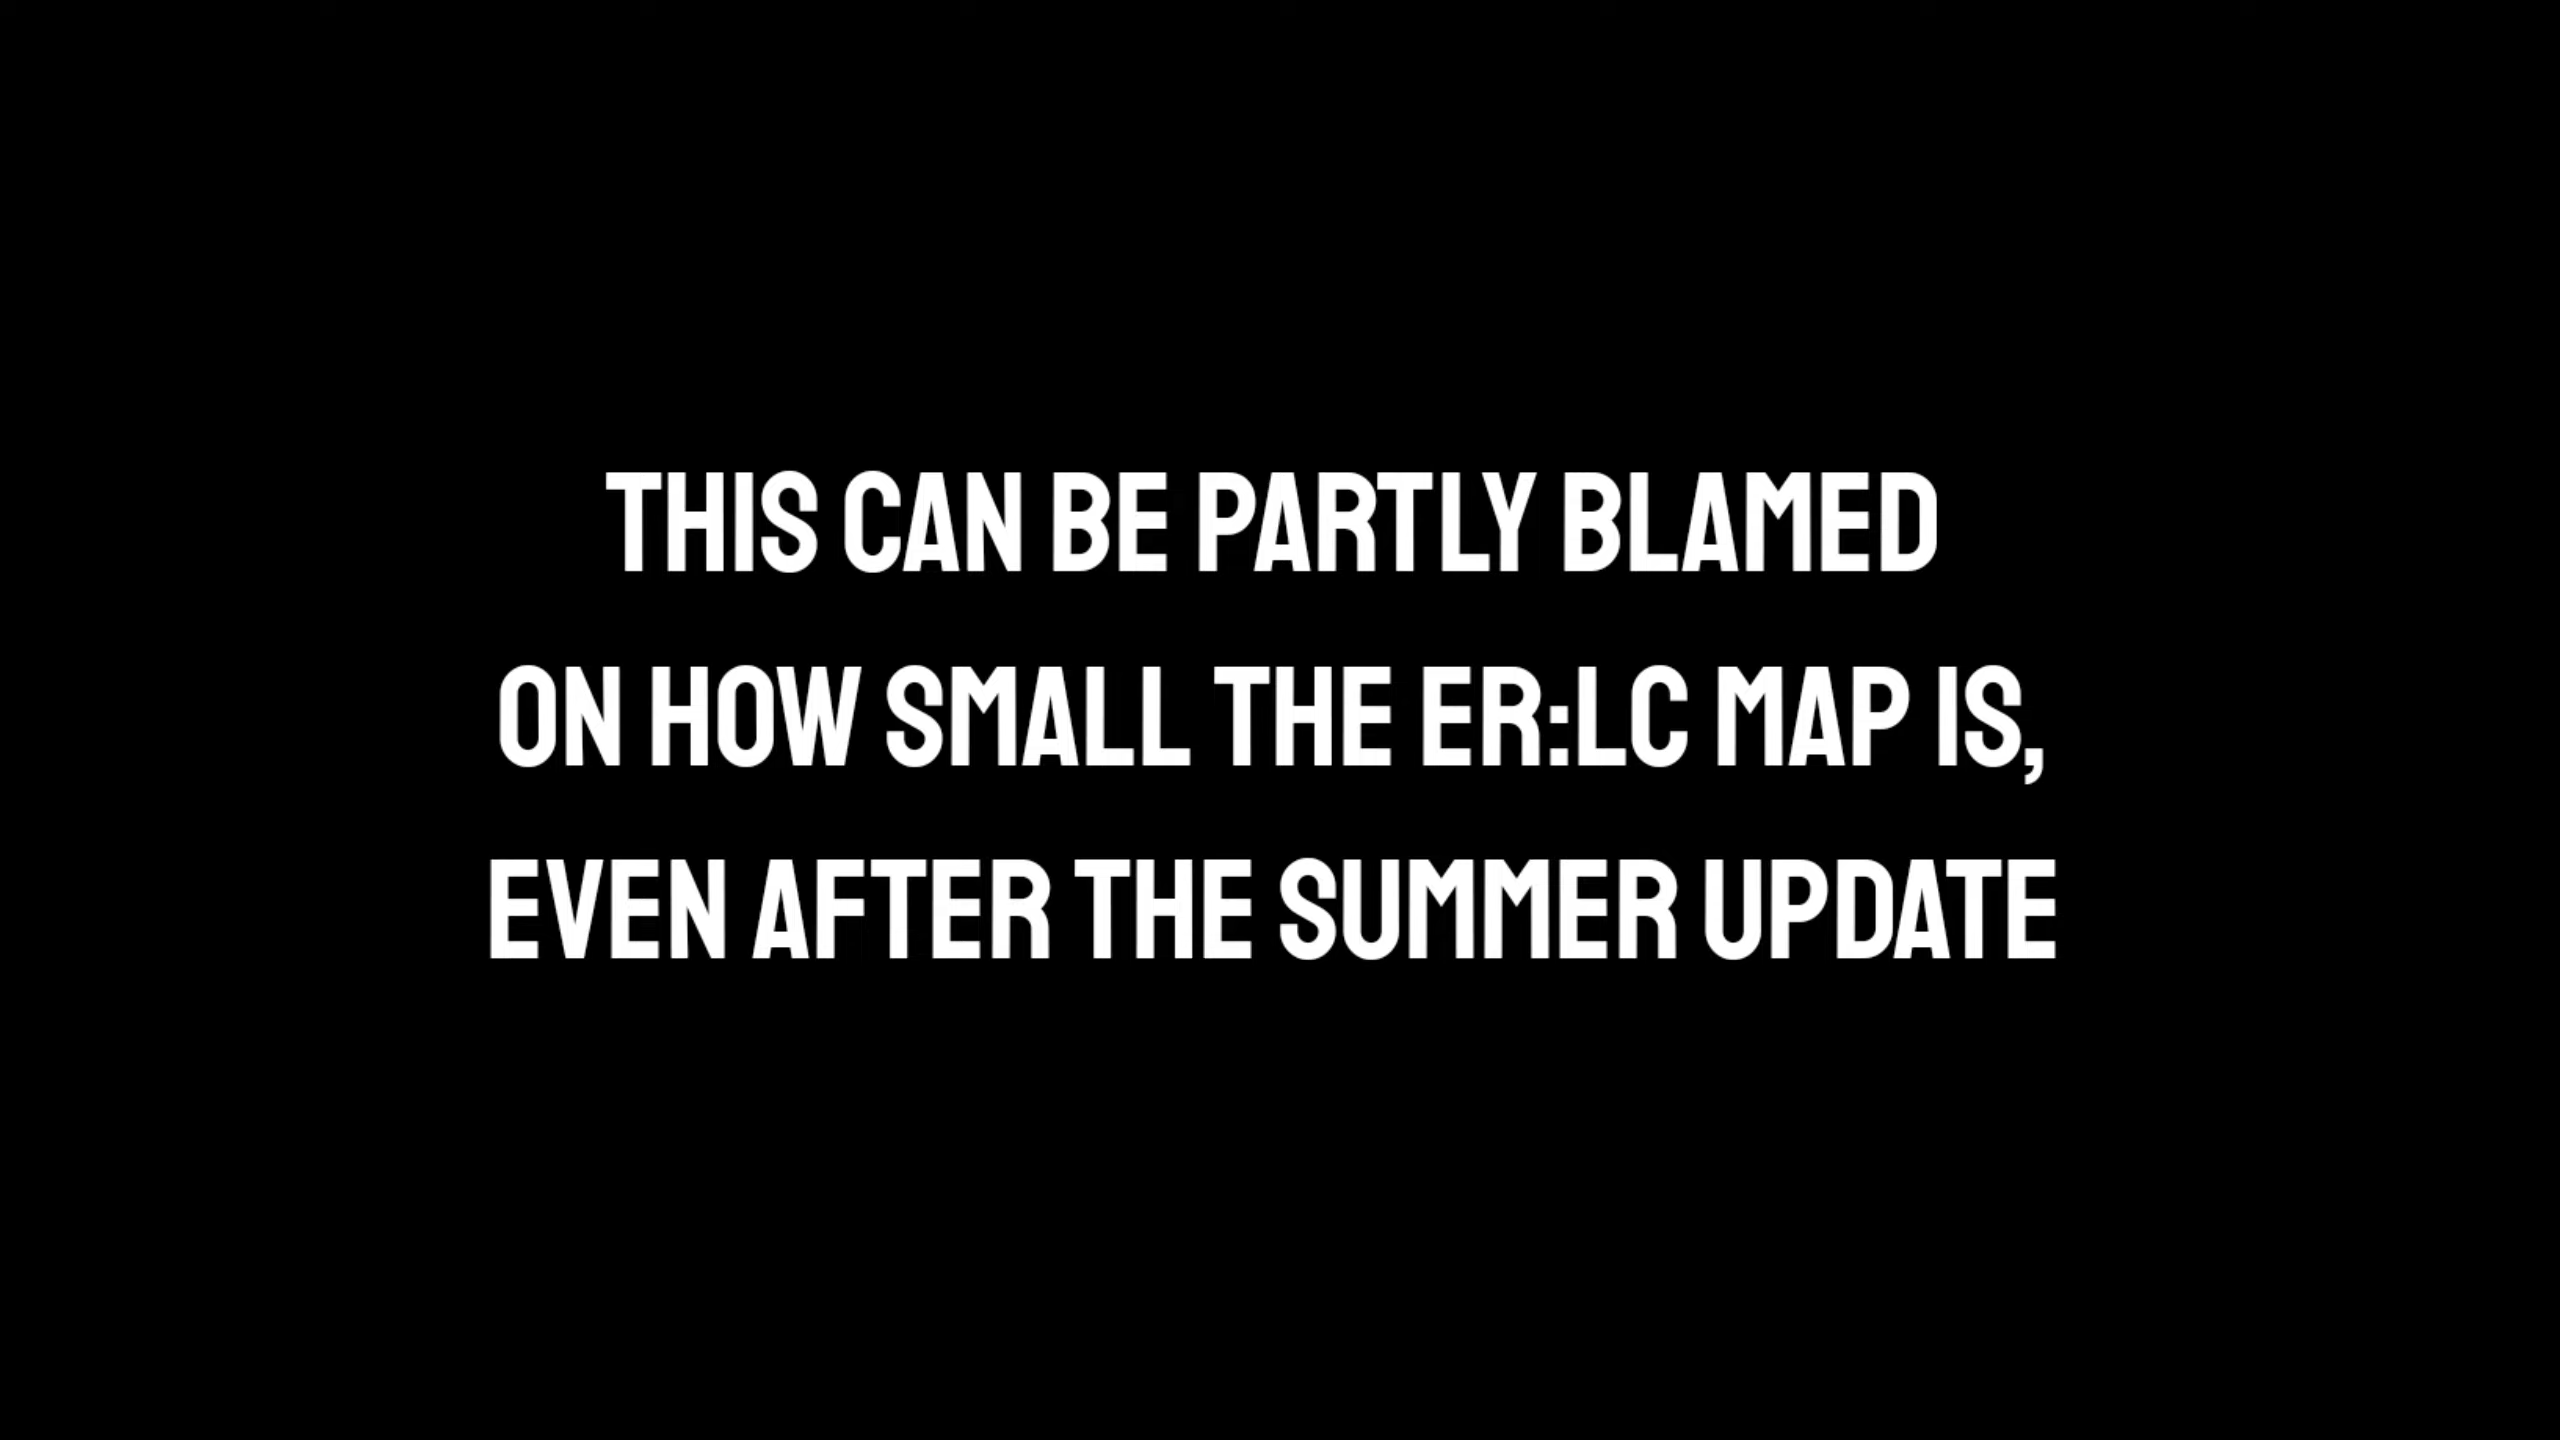 THIS CAN BE PARTLY BLAMED
ON HOW SMALL THE ER:LC MAP IS,
EVEN AFTER THE SUMMER UPDATE